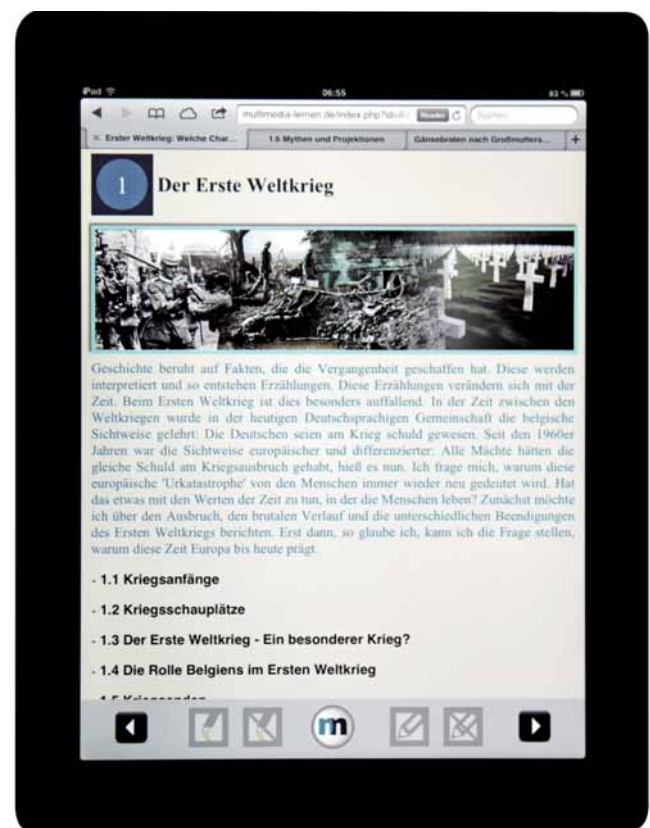 iPad
06:55
83 %
multimedia-lernen.de/index.php?id=
Reader
Suchen
× Erster Weltkrieg: Welche Char...
1.6 Mythen und Projektionen
Gänsebraten nach Großmutters...
+
1
Der Erste Weltkrieg
Geschichte beruht auf Fakten, die die Vergangenheit geschaffen hat. Diese werden
interpretiert und so entstehen Erzählungen. Diese Erzählungen verändern sich mit der
Zeit. Beim Ersten Weltkrieg ist dies besonders auffallend. In der Zeit zwischen den
Weltkriegen wurde in der heutigen Deutschsprachigen Gemeinschaft die belgische
Sichtweise gelehrt: Die Deutschen seien am Krieg schuld gewesen. Seit den 1960er
Jahren war die Sichtweise europäischer und differenzierter: Alle Mächte hätten die
gleiche Schuld am Kriegsausbruch gehabt, hieß es nun. Ich frage mich, warum diese
europäische 'Urkatastrophe' von den Menschen immer wieder neu gedeutet wird. Hat
das etwas mit den Werten der Zeit zu tun, in der die Menschen leben? Zunächst möchte
ich über den Ausbruch, den brutalen Verlauf und die unterschiedlichen Beendigungen
des Ersten Weltkriegs berichten. Erst dann, so glaube ich, kann ich die Frage stellen,
warum diese Zeit Europa bis heute prägt.
- 1.1 Kriegsanfänge
- 1.2 Kriegsschauplätze
- 1.3 Der Erste Weltkrieg - Ein besonderer Krieg?
- 1.4 Die Rolle Belgiens im Ersten Weltkrieg
- 1.5 Kriegsenden
m